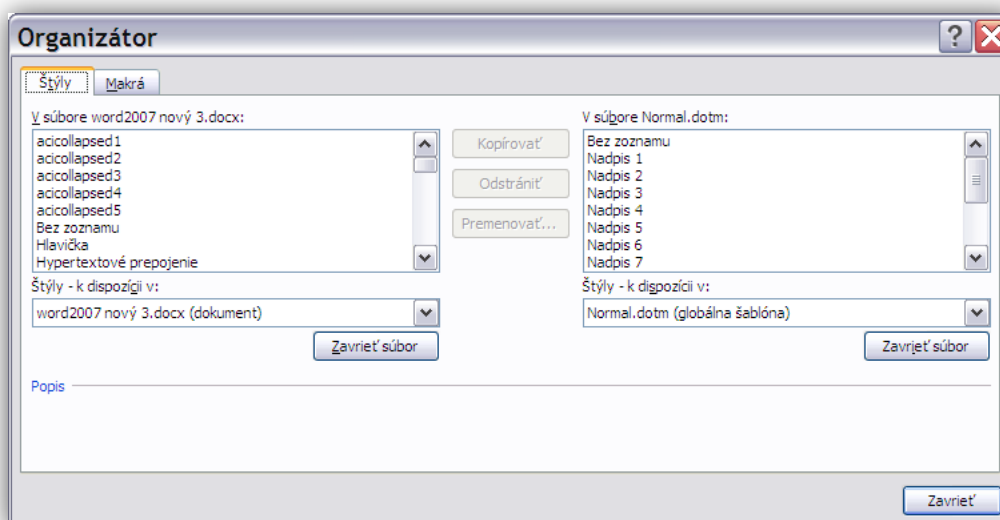 Organizátor
Štýly
Makrá
V súbore word2007 nový 3.docx:
acicollapsed1
acicollapsed2
acicollapsed3
acicollapsed4
acicollapsed5
Bez zoznamu
Hlavička
Hypertextové prepojenie
Štýly - k dispozícii v:
word2007 nový 3.docx (dokument)
Zavrieť súbor
Kopírovať
Odstrániť
Premenovať...
V súbore Normal.dotm:
Bez zoznamu
Nadpis 1
Nadpis 2
Nadpis 3
Nadpis 4
Nadpis 5
Nadpis 6
Nadpis 7
Štýly - k dispozícii v:
Normal.dotm (globálna šablóna)
Zavrieť súbor
Popis
Zavrieť